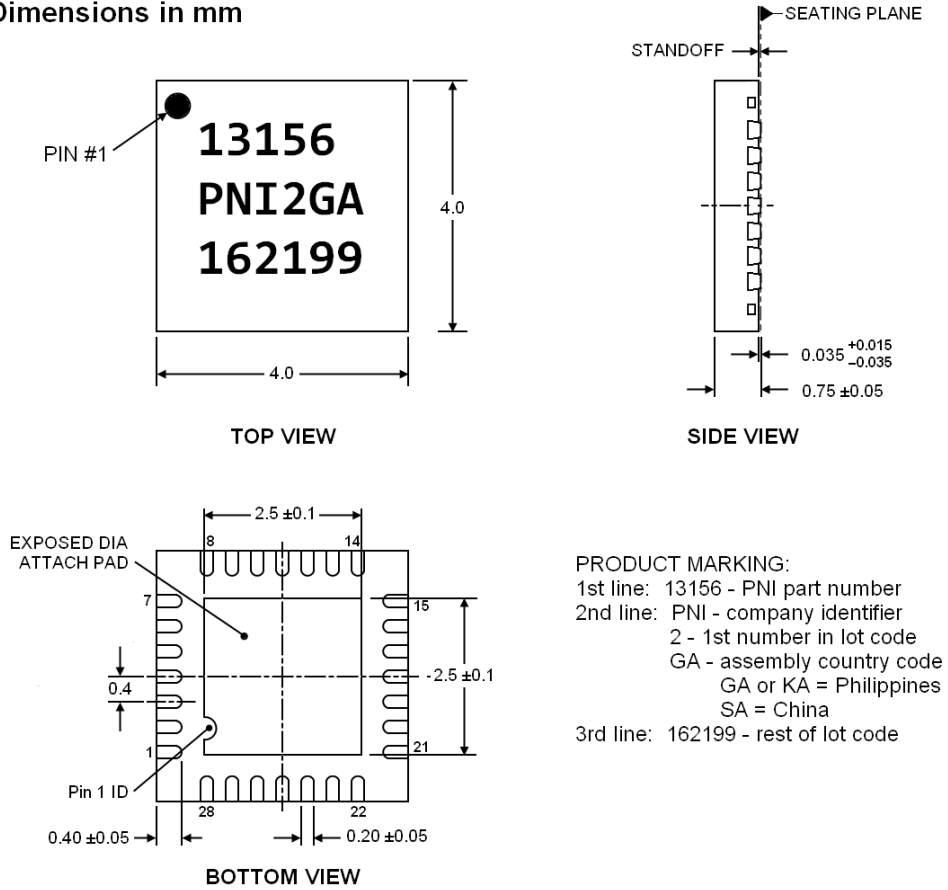 Dimensions in mm
SEATING PLANE
STANDOFF
PIN #1
13156
PNI2GA
162199
4.0
4.0
0.035 +0.015 −0.035
0.75 ±0.05
TOP VIEW
SIDE VIEW
2.5 ±0.1
EXPOSED DIA
ATTACH PAD
8
14
7
15
2.5 ±0.1
0.4
1
21
Pin 1 ID
28
22
0.40 ±0.05
0.20 ±0.05
BOTTOM VIEW
PRODUCT MARKING:
1st line: 13156 - PNI part number
2nd line: PNI - company identifier
2 - 1st number in lot code
GA - assembly country code
GA or KA = Philippines
SA = China
3rd line: 162199 - rest of lot code